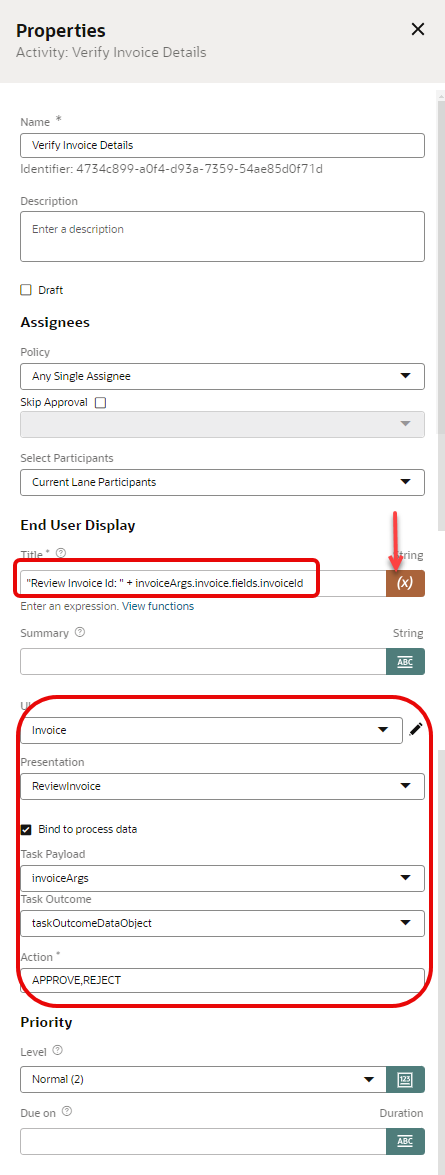 Properties
Activity: Verify Invoice Details
Name *
Verify Invoice Details
Identifier: 4734c899-a0f4-d93a-7359-54ae85d0f71d
Description
Enter a description
Draft
Assignees
Policy
Any Single Assignee
Skip Approval
Select Participants
Current Lane Participants
End User Display
Title * ? String
"Review Invoice Id: " + invoiceArgs.invoice.fields.invoiceId (x)
Enter an expression. View functions
Summary ? String
ABC
Invoice
Presentation
ReviewInvoice
Bind to process data
Task Payload
invoiceArgs
Task Outcome
taskOutcomeDataObject
Action *
APPROVE,REJECT
Priority
Level ?
Normal (2) 123
Due on ? Duration
ABC